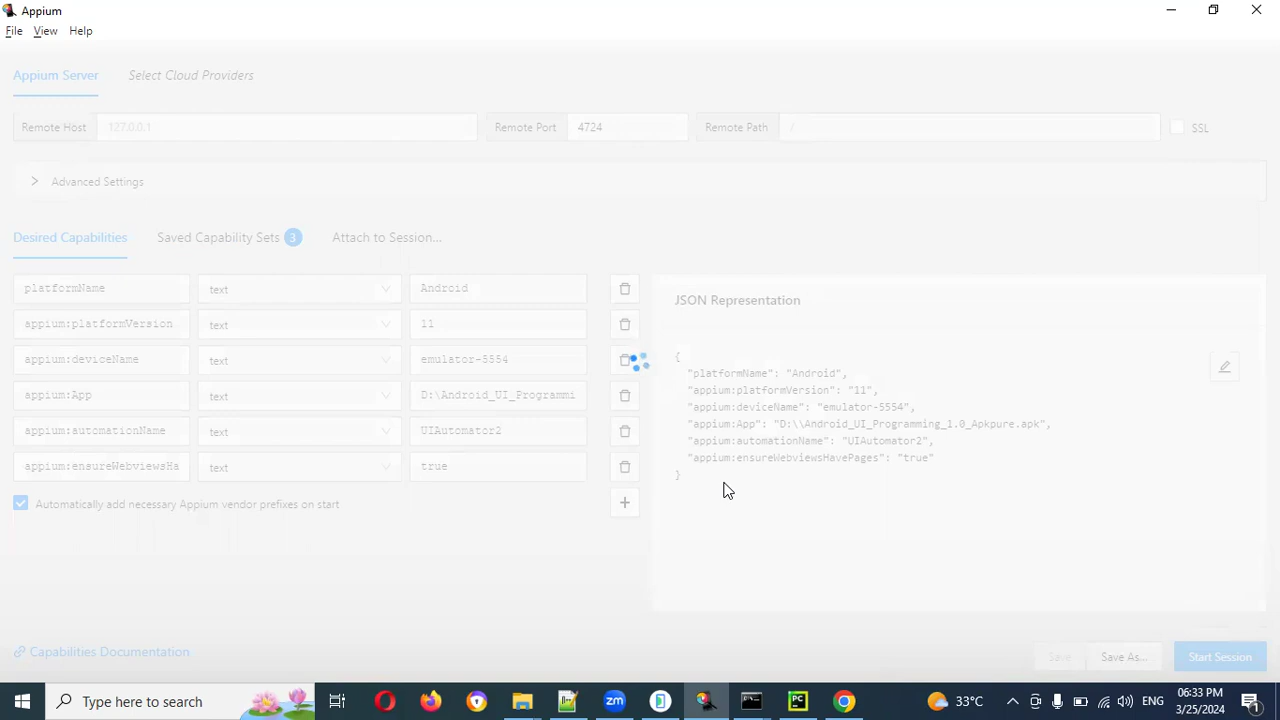 Appium
File View Help
Appium Server Select Cloud Providers
Remote Host 127.0.0.1 Remote Port 4724 Remote Path / SSL
Advanced Settings
Desired Capabilities Saved Capability Sets 3 Attach to Session...
platformName text Android
appium:platformVersion text 11
appium:deviceName text emulator-5554
appium:App text D:\Android_UI_Programmi
appium:automationName text UIAutomator2
appium:ensureWebviewsHa text true
Automatically add necessary Appium vendor prefixes on start
JSON Representation
{
"platformName": "Android",
"appium:platformVersion": "11",
"appium:deviceName": "emulator-5554",
"appium:App": "D:\\Android_UI_Programming_1.0_Apkpure.apk",
"appium:automationName": "UIAutomator2",
"appium:ensureWebviewsHavePages": "true"
}
Capabilities Documentation
Save Save As... Start Session
Type here to search
zm
PC
33°C
ENG
06:33 PM
3/25/2024
1